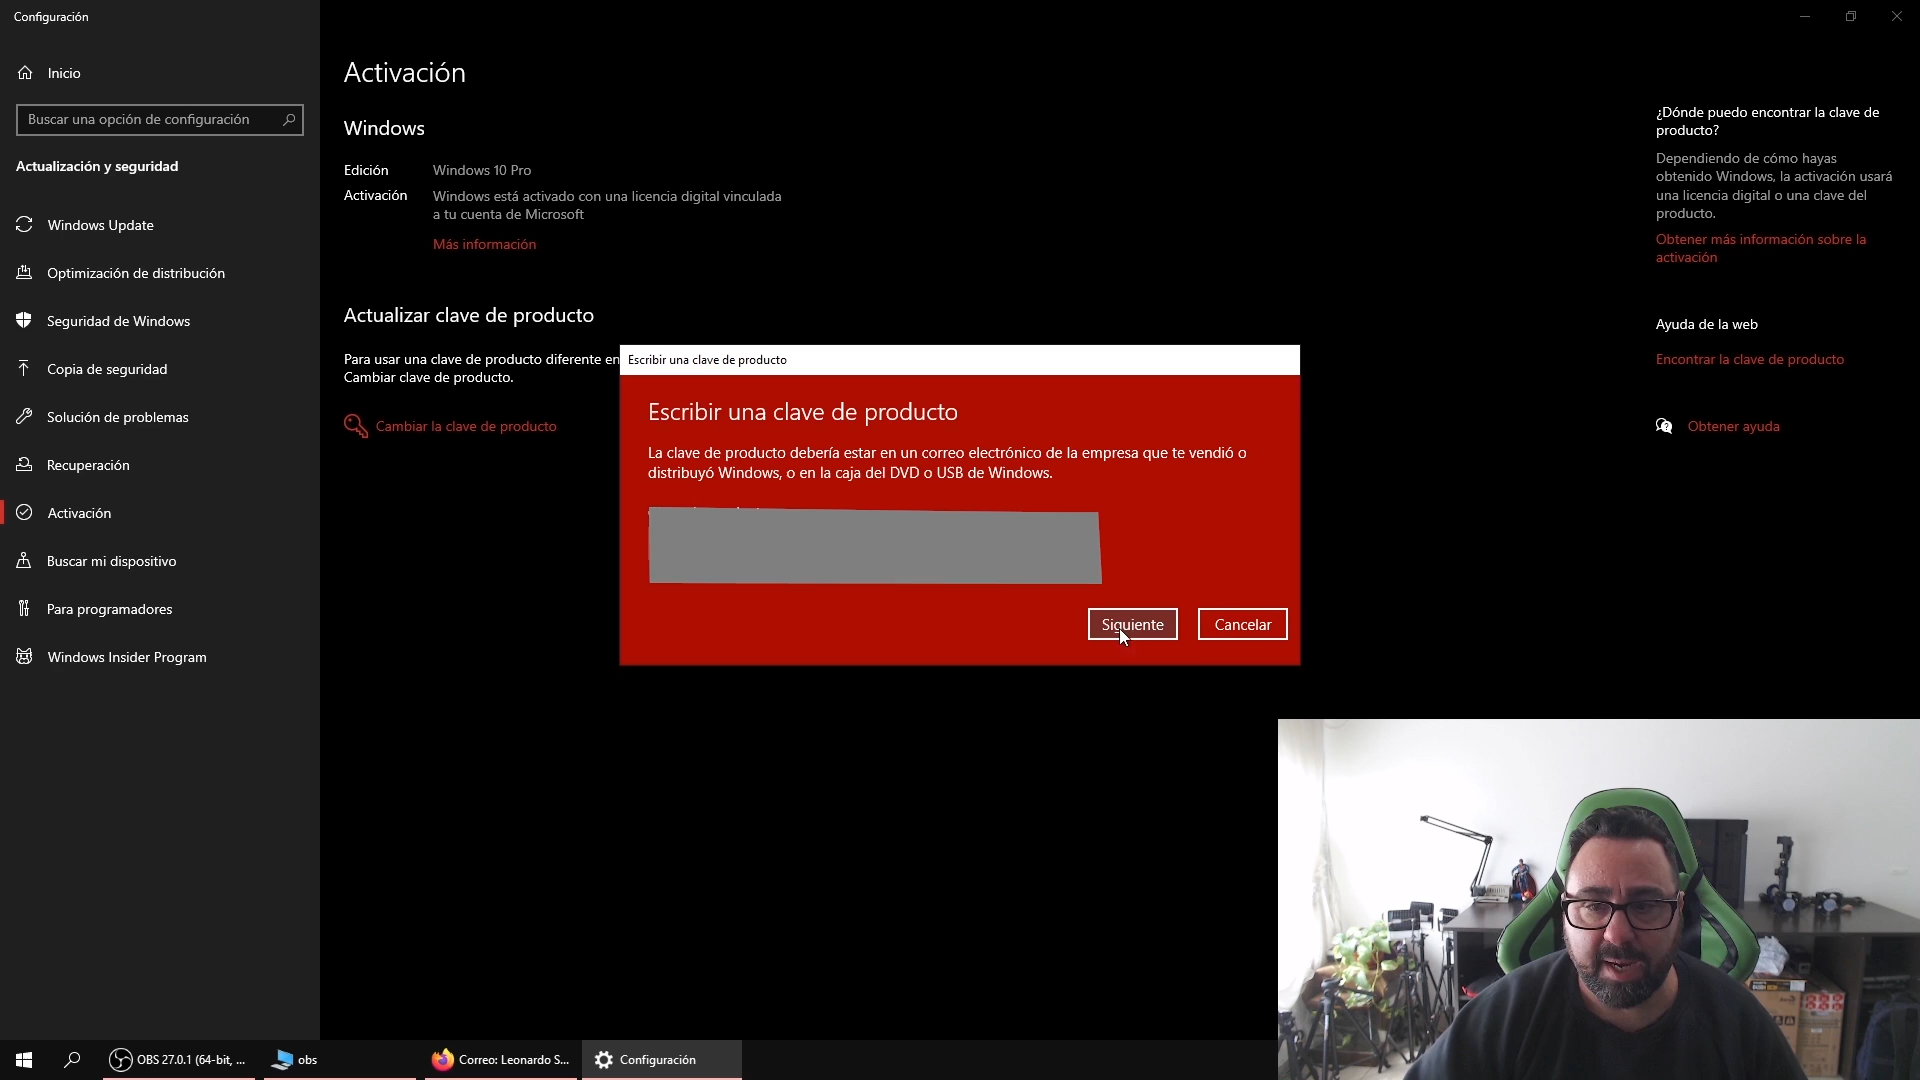 Configuración
Inicio
Buscar una opción de configuración
Actualización y seguridad
Windows Update
Optimización de distribución
Seguridad de Windows
Copia de seguridad
Solución de problemas
Recuperación
Activación
Buscar mi dispositivo
Para programadores
Windows Insider Program
Activación
Windows
Edición
Windows 10 Pro
Activación
Windows está activado con una licencia digital vinculada
a tu cuenta de Microsoft
Más información
Actualizar clave de producto
Para usar una clave de producto diferente en
Cambiar clave de producto.
Cambiar la clave de producto
Escribir una clave de producto
Escribir una clave de producto
La clave de producto debería estar en un correo electrónico de la empresa que te vendió o
distribuyó Windows, o en la caja del DVD o USB de Windows.
Siguiente
Cancelar
¿Dónde puedo encontrar la clave de
producto?
Dependiendo de cómo hayas
obtenido Windows, la activación usará
una licencia digital o una clave del
producto.
Obtener más información sobre la
activación
Ayuda de la web
Encontrar la clave de producto
Obtener ayuda
OBS 27.0.1 (64-bit, ...
obs
Correo: Leonardo S...
Configuración